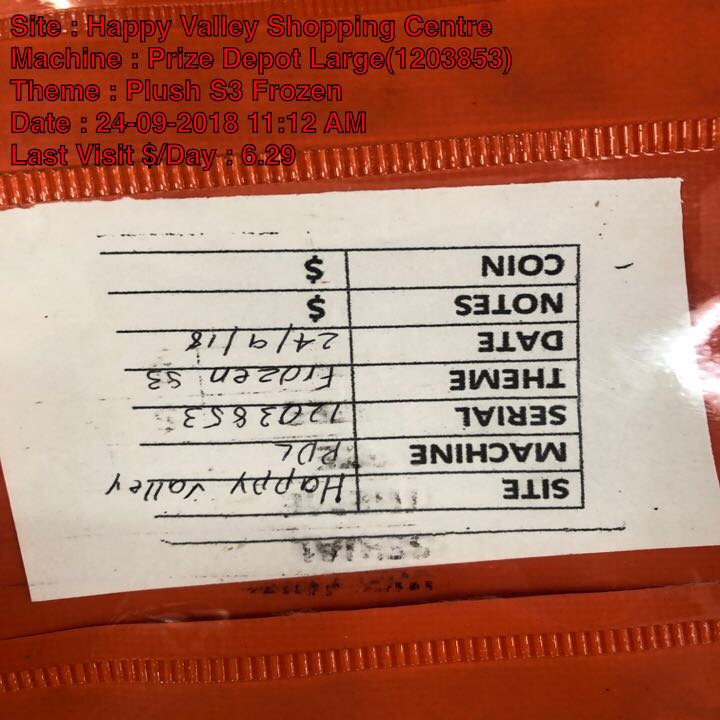 Site : Happy Valley Shopping Centre
Machine : Prize Depot Large(1203853)
Theme : Plush S3 Frozen
Date : 24-09-2018 11:12 AM
Last Visit $/Day : 6.29
SITE Happy Valley
MACHINE PDL
SERIAL 1203853
THEME Frozen S3
DATE 24/9/18
NOTES $
COIN $
SERIAL